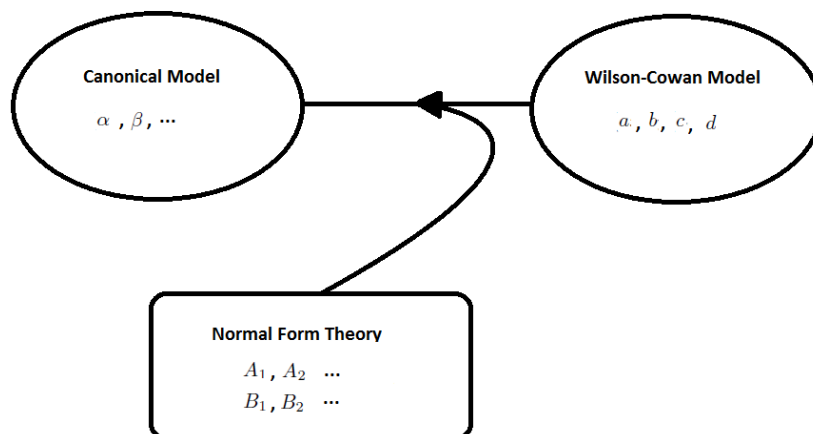 Canonical Model
α , β, ...
Wilson-Cowan Model
a, b, c, d
Normal Form Theory
A₁, A₂ ...
B₁, B₂ ...